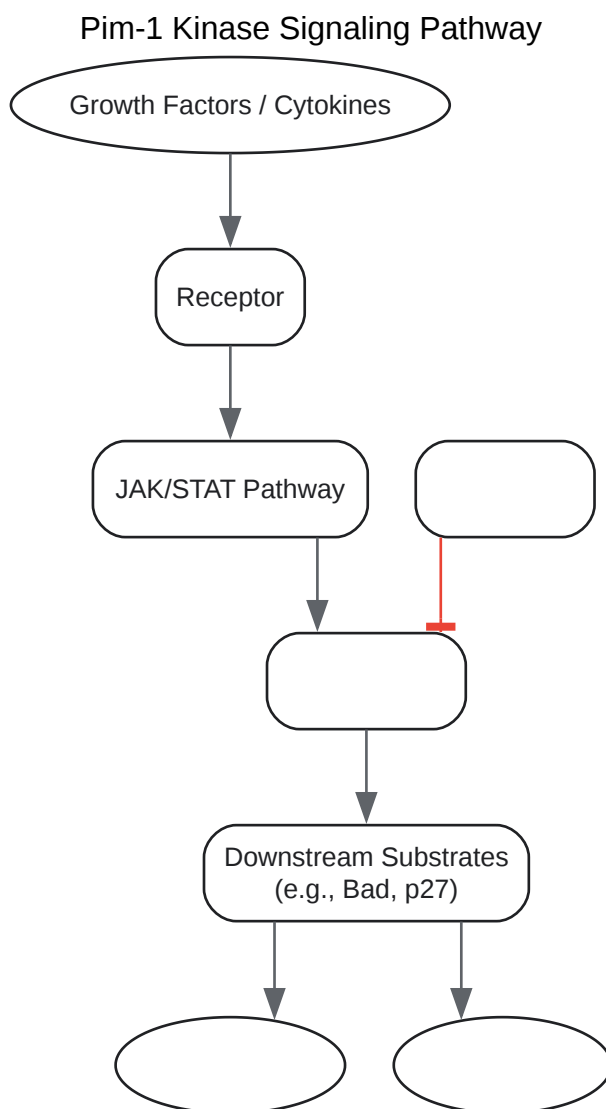 Pim-1 Kinase Signaling Pathway
Growth Factors / Cytokines
Receptor
JAK/STAT Pathway
Downstream Substrates
(e.g., Bad, p27)